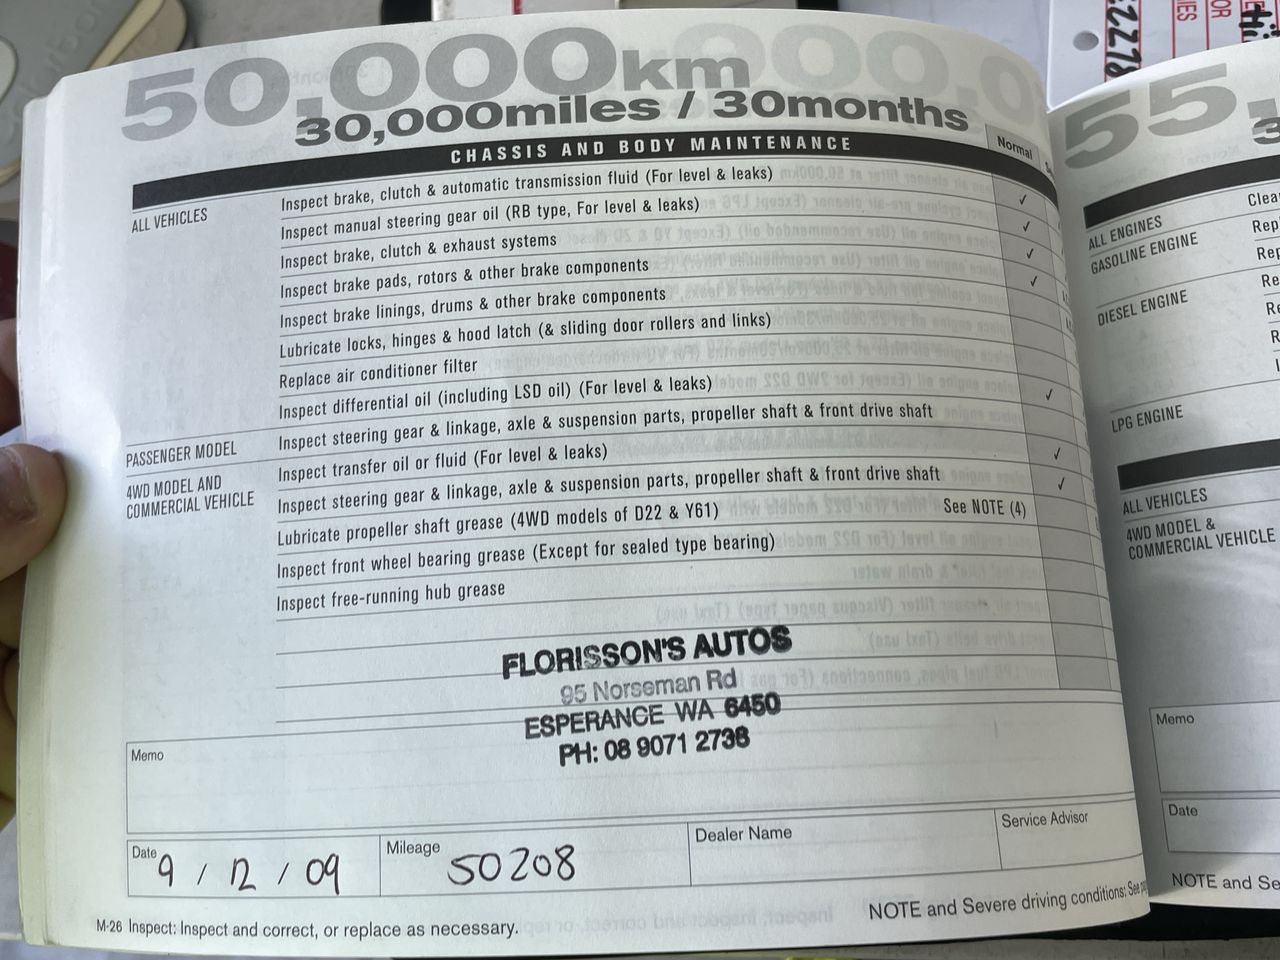 50,000km
30,000miles / 30months
CHASSIS AND BODY MAINTENANCE
Normal
ALL VEHICLES
Inspect brake, clutch & automatic transmission fluid (For level & leaks) ✓
Inspect manual steering gear oil (RB type, For level & leaks) ✓
Inspect brake, clutch & exhaust systems ✓
Inspect brake pads, rotors & other brake components ✓
Inspect brake linings, drums & other brake components
Lubricate locks, hinges & hood latch (& sliding door rollers and links)
Replace air conditioner filter
Inspect differential oil (including LSD oil) (For level & leaks) ✓
PASSENGER MODEL
Inspect steering gear & linkage, axle & suspension parts, propeller shaft & front drive shaft
4WD MODEL AND
COMMERCIAL VEHICLE
Inspect transfer oil or fluid (For level & leaks) ✓
Inspect steering gear & linkage, axle & suspension parts, propeller shaft & front drive shaft ✓
Lubricate propeller shaft grease (4WD models of D22 & Y61) See NOTE (4)
Inspect front wheel bearing grease (Except for sealed type bearing)
Inspect free-running hub grease
FLORISSON'S AUTOS
95 Norseman Rd
ESPERANCE WA 6450
PH: 08 9071 2738
Memo
Date 9 / 12 / 09
Mileage 50208
Dealer Name
Service Advisor
M-26 Inspect: Inspect and correct, or replace as necessary.
NOTE and Severe driving conditions: See
55,
ALL ENGINES
GASOLINE ENGINE
DIESEL ENGINE
LPG ENGINE
ALL VEHICLES
4WD MODEL &
COMMERCIAL VEHICLE
Memo
Date
NOTE and